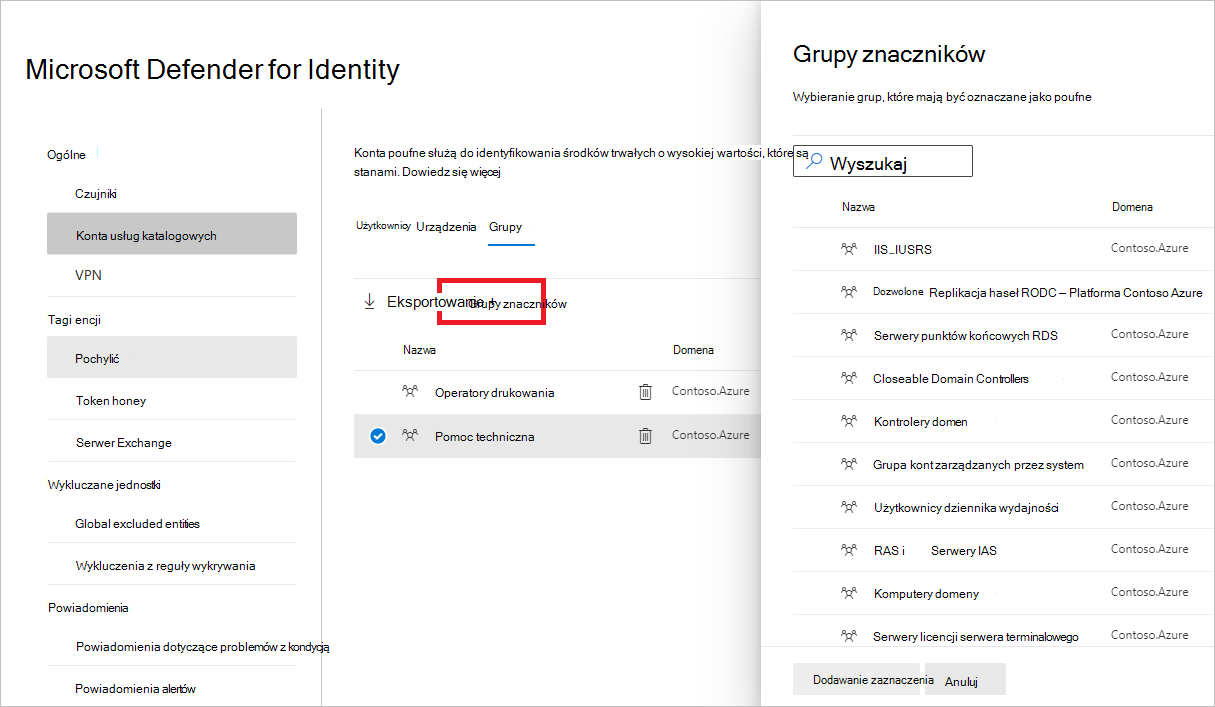 Microsoft Defender for Identity
Ogólne
Czujniki
Konta usług katalogowych
VPN
Tagi encji
Pochylić
Token honey
Serwer Exchange
Wykluczane jednostki
Global excluded entities
Wykluczenia z reguły wykrywania
Powiadomienia
Powiadomienia dotyczące problemów z kondycją
Powiadomienia alertów
Konta poufne służą do identyfikowania środków trwałych o wysokiej wartości, które są
stanami. Dowiedz się więcej
Użytkownicy Urządzenia Grupy
Eksportowanie + Grupy znaczników
Nazwa Domena
Operatory drukowania Contoso.Azure
Pomoc techniczna Contoso.Azure
Grupy znaczników
Wybieranie grup, które mają być oznaczane jako poufne
Wyszukaj
Nazwa Domena
IIS_IUSRS Contoso.Azure
Dozwolone Replikacja haseł RODC – Platforma Contoso Azure
Serwery punktów końcowych RDS Contoso.Azure
Closeable Domain Controllers Contoso.Azure
Kontrolery domen Contoso.Azure
Grupa kont zarządzanych przez system Contoso.Azure
Użytkownicy dziennika wydajności Contoso.Azure
RAS i Serwery IAS Contoso.Azure
Komputery domeny Contoso.Azure
Serwery licencji serwera terminalowego Contoso.Azure
Dodawanie zaznaczenia Anuluj